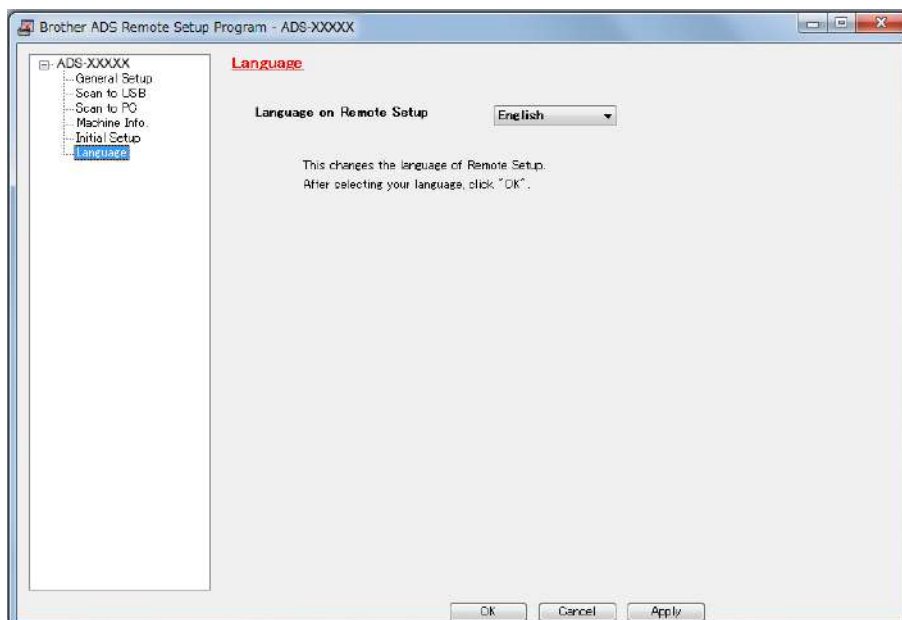 Brother ADS Remote Setup Program - ADS-XXXXX
ADS-XXXXX
General Setup
Scan to USB
Scan to PC
Machine Info.
Initial Setup
Language
Language
Language on Remote Setup
English
This changes the language of Remote Setup.
After selecting your language, click "OK".
OK
Cancel
Apply